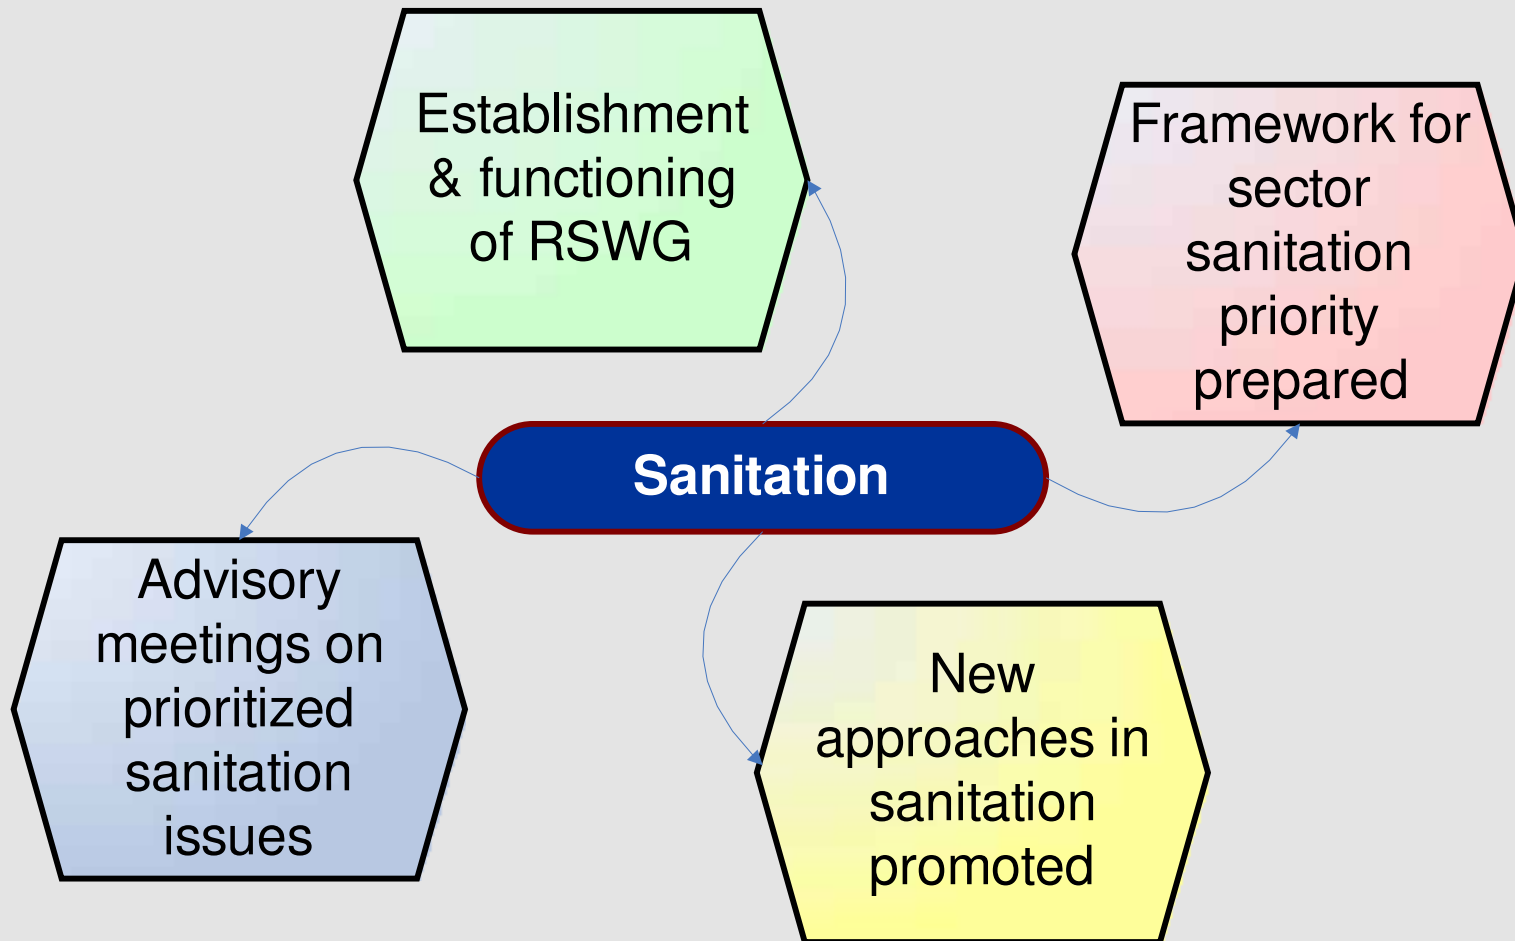 Establishment
& functioning
of RSWG
Framework for
sector
sanitation
priority
prepared
Sanitation
Advisory
meetings on
prioritized
sanitation
issues
New
approaches in
sanitation
promoted